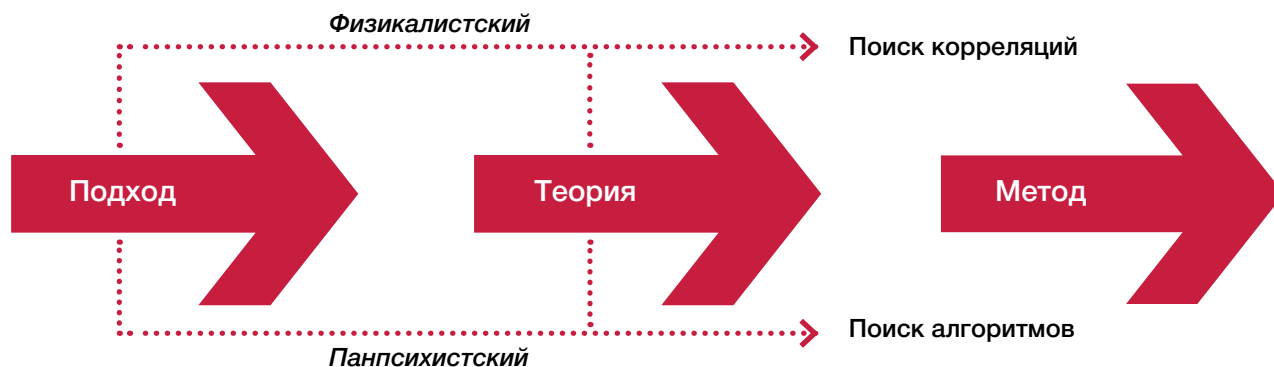 Физикалистский
Поиск корреляций
Подход
Теория
Метод
Поиск алгоритмов
Панпсихистский